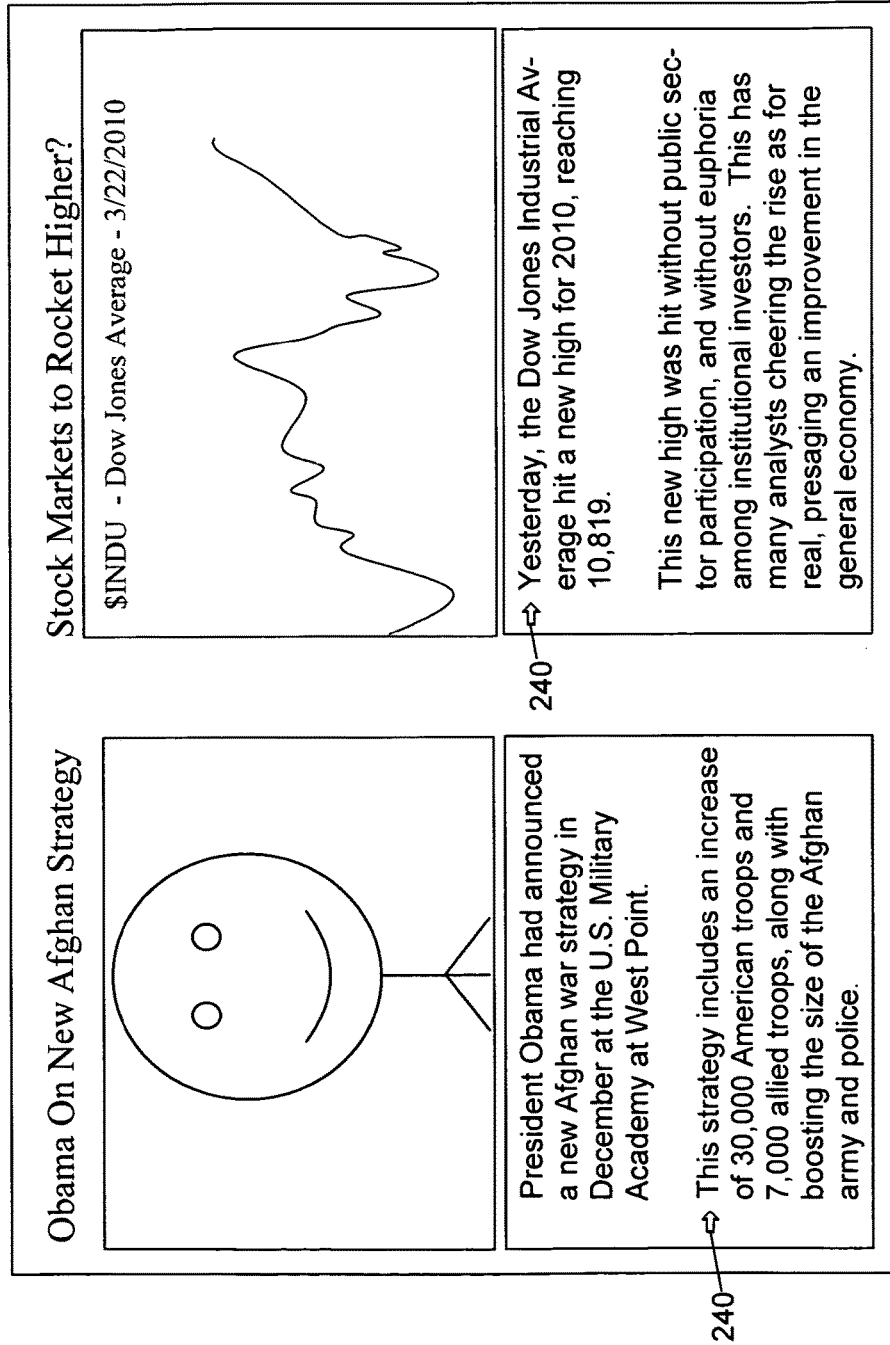 Obama On New Afghan Strategy
President Obama had announced
a new Afghan war strategy in
December at the U.S. Military
Academy at West Point.
240
This strategy includes an increase
of 30,000 American troops and
7,000 allied troops, along with
boosting the size of the Afghan
army and police.
Stock Markets to Rocket Higher?
$INDU - Dow Jones Average - 3/22/2010
240
Yesterday, the Dow Jones Industrial Av-
erage hit a new high for 2010, reaching
10,819.
This new high was hit without public sec-
tor participation, and without euphoria
among institutional investors. This has
many analysts cheering the rise as for
real, presaging an improvement in the
general economy.